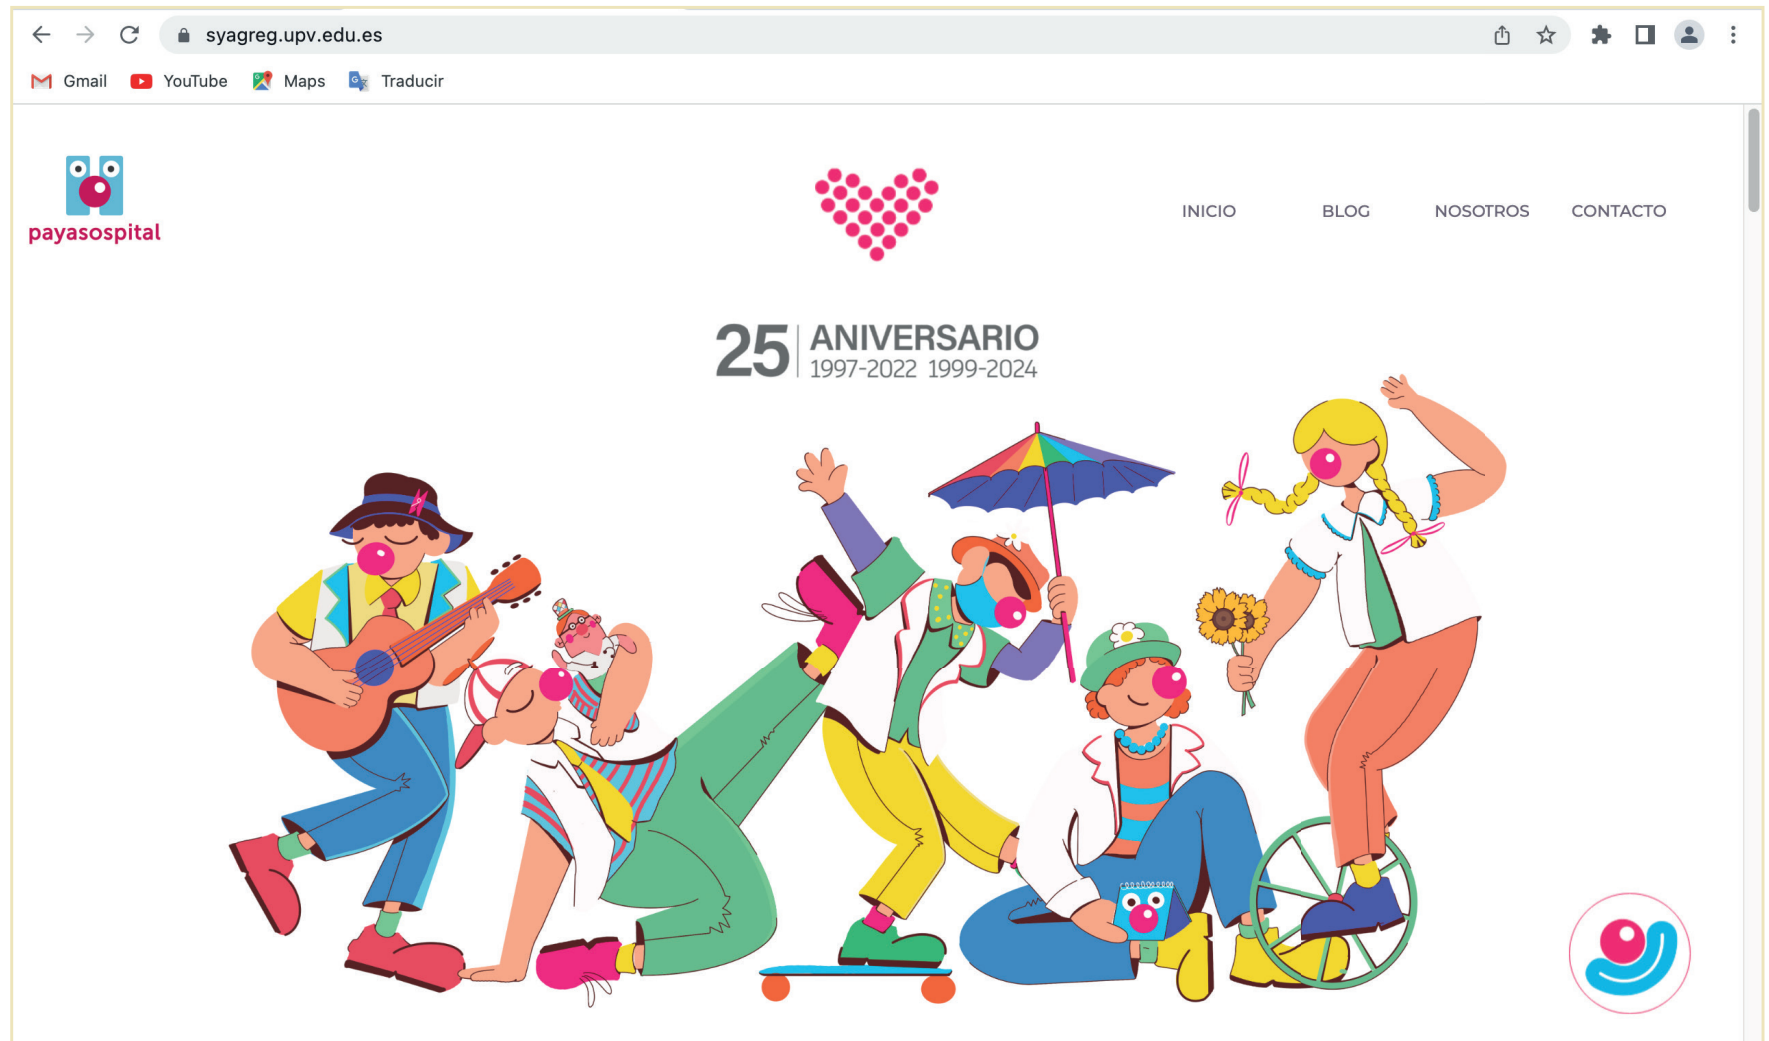 syagreg.upv.edu.es
Gmail YouTube Maps Traducir
payasospital
INICIO BLOG NOSOTROS CONTACTO
25 ANIVERSARIO
1997-2022 1999-2024